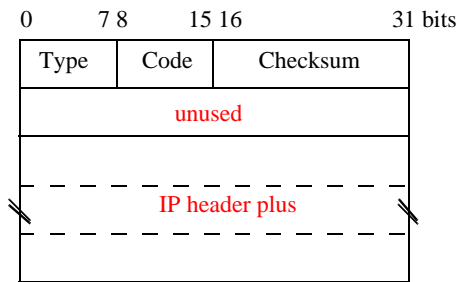 0 7 8 15 16 31 bits
Type Code Checksum
unused
IP header plus